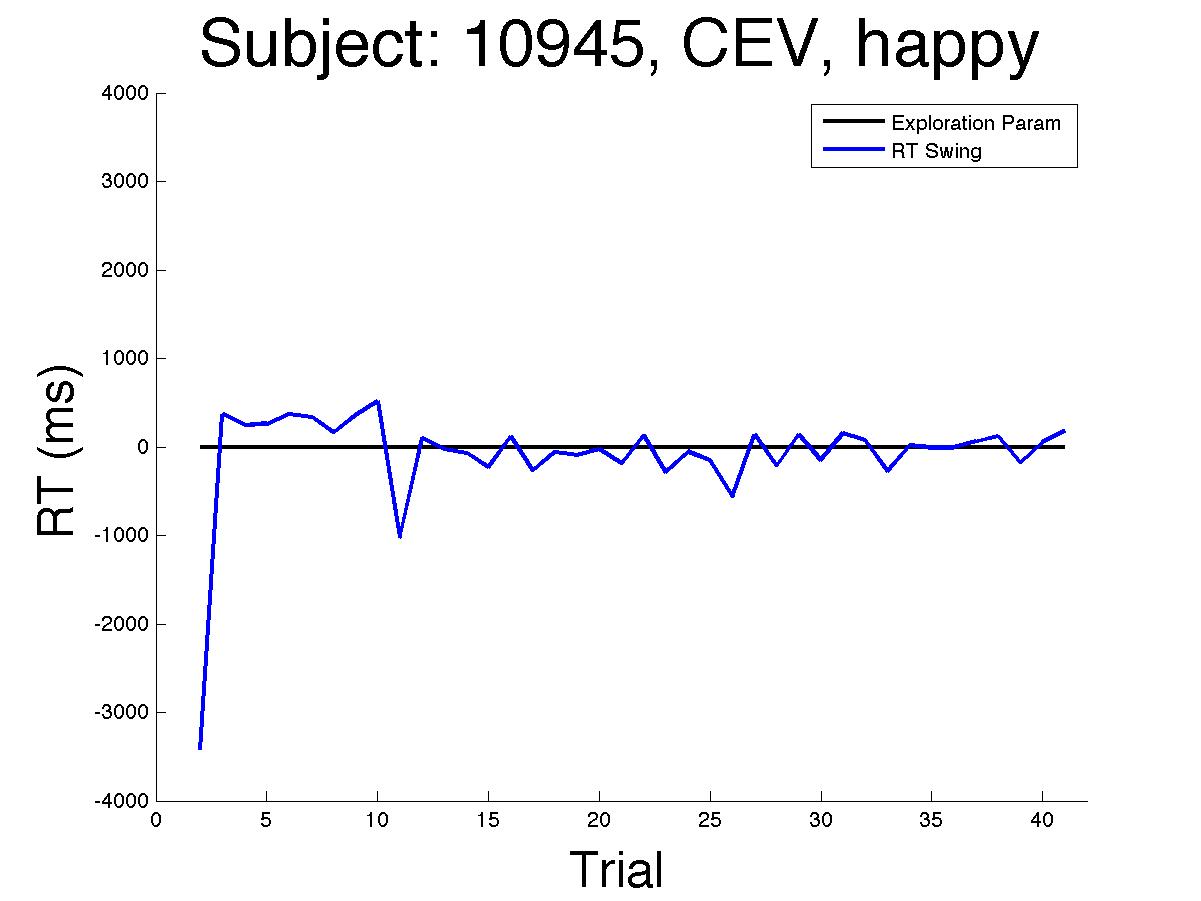 Subject: 10945, CEV, happy
4000
3000
2000
1000
0
-1000
-2000
-3000
-4000
RT (ms)
Exploration Param
RT Swing
0 5 10 15 20 25 30 35 40
Trial